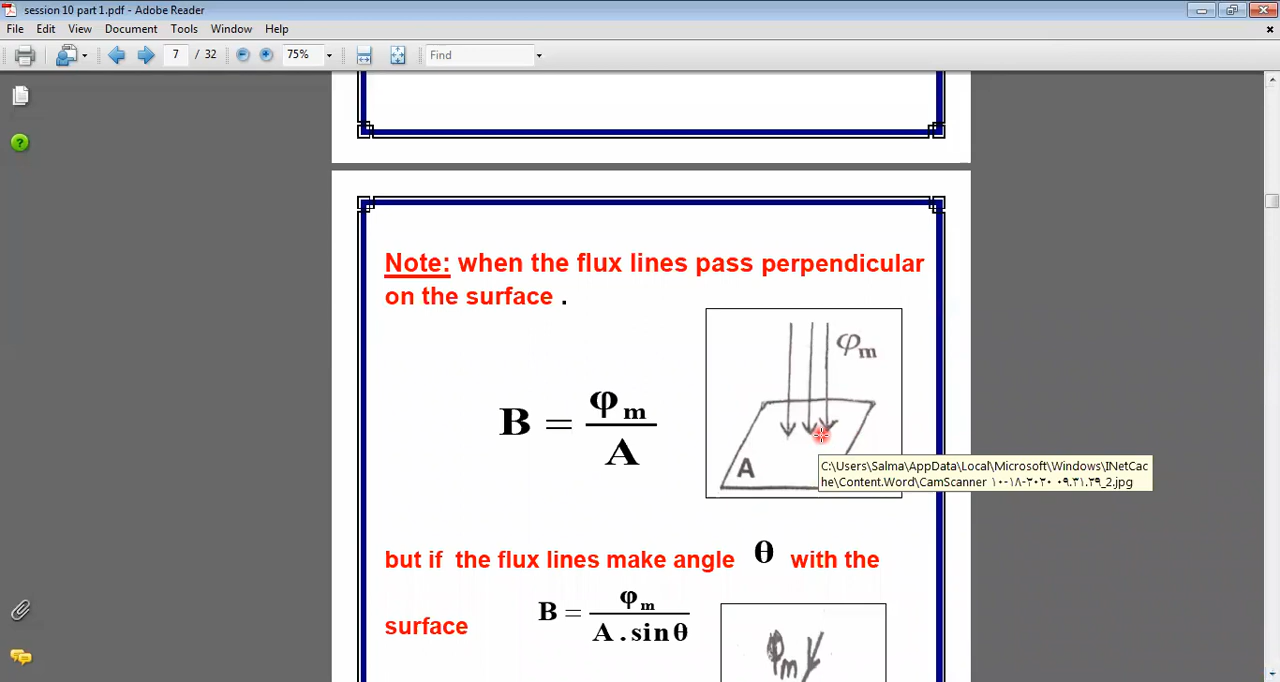 session 10 part 1.pdf - Adobe Reader
File Edit View Document Tools Window Help
7 / 32 75% Find
Note: when the flux lines pass perpendicular
on the surface .
φm
B = φm / A
A
C:\Users\Salma\AppData\Local\Microsoft\Windows\INetCac
he\Content.Word\CamScanner ١٠-١٨-٢٠٢٠ ٠٩.٣١.٢٩_2.jpg
but if the flux lines make angle θ with the
surface B = φm / A . sin θ
φm